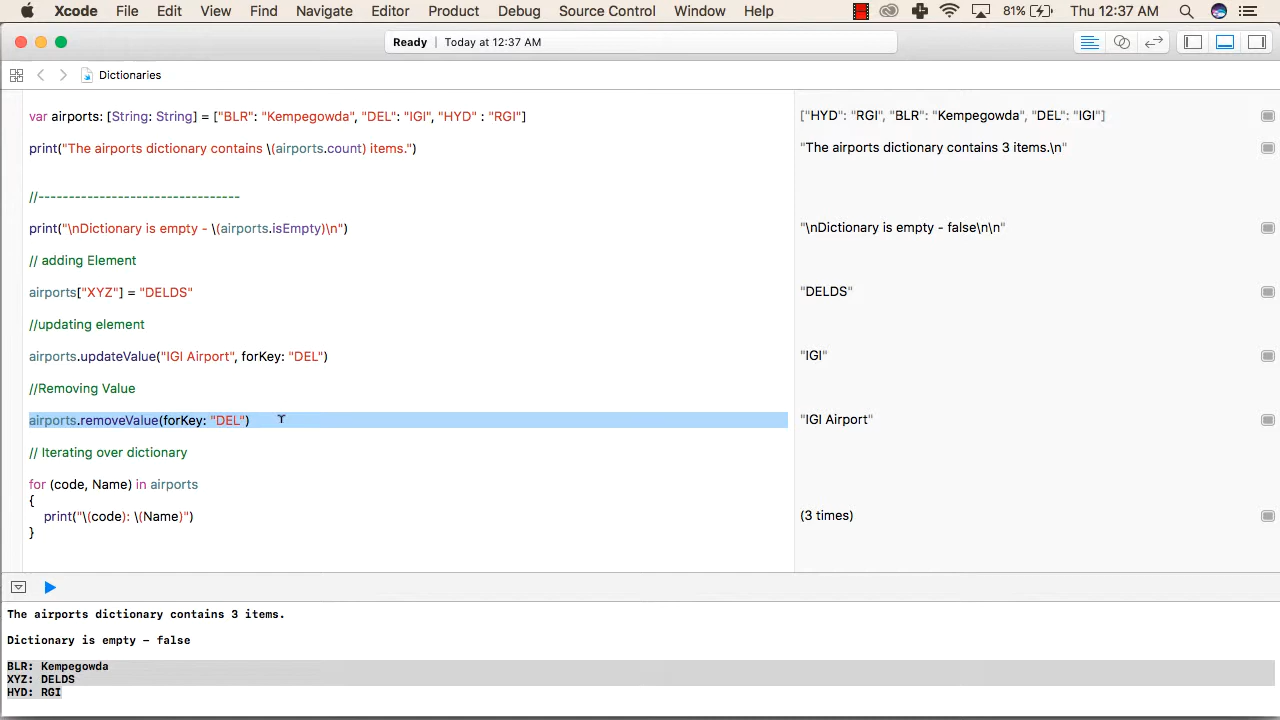 Xcode File Edit View Find Navigate Editor Product Debug Source Control Window Help 81% Thu 12:37 AM
Ready | Today at 12:37 AM
Dictionaries
var airports: [String: String] = ["BLR": "Kempegowda", "DEL": "IGI", "HYD" : "RGI"]
["HYD": "RGI", "BLR": "Kempegowda", "DEL": "IGI"]
print("The airports dictionary contains \(airports.count) items.")
"The airports dictionary contains 3 items.\n"
//---------------------------------
print("\nDictionary is empty - \(airports.isEmpty)\n")
"\nDictionary is empty - false\n\n"
// adding Element
airports["XYZ"] = "DELDS"
"DELDS"
//updating element
airports.updateValue("IGI Airport", forKey: "DEL")
"IGI"
//Removing Value
airports.removeValue(forKey: "DEL")
"IGI Airport"
// Iterating over dictionary
for (code, Name) in airports
{
print("\(code): \(Name)")
(3 times)
}
The airports dictionary contains 3 items.
Dictionary is empty - false
BLR: Kempegowda
XYZ: DELDS
HYD: RGI